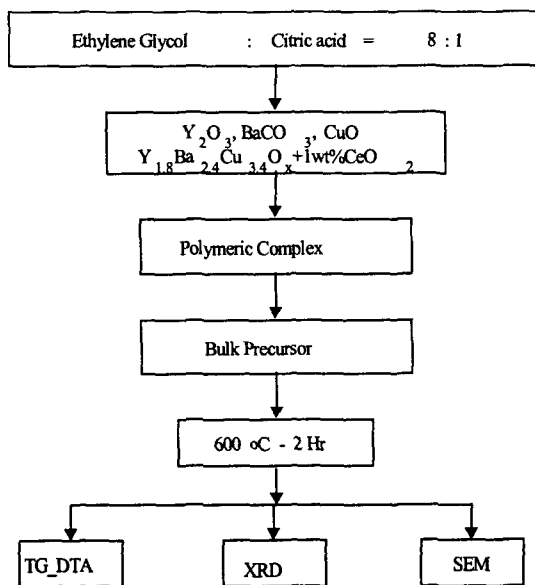 Ethylene Glycol : Citric acid = 8 : 1
Y2O3, BaCO3, CuO
Y1.8Ba2.4Cu3.4Ox+1wt%CeO2
Polymeric Complex
Bulk Precursor
600 oC - 2 Hr
TG_DTA XRD SEM